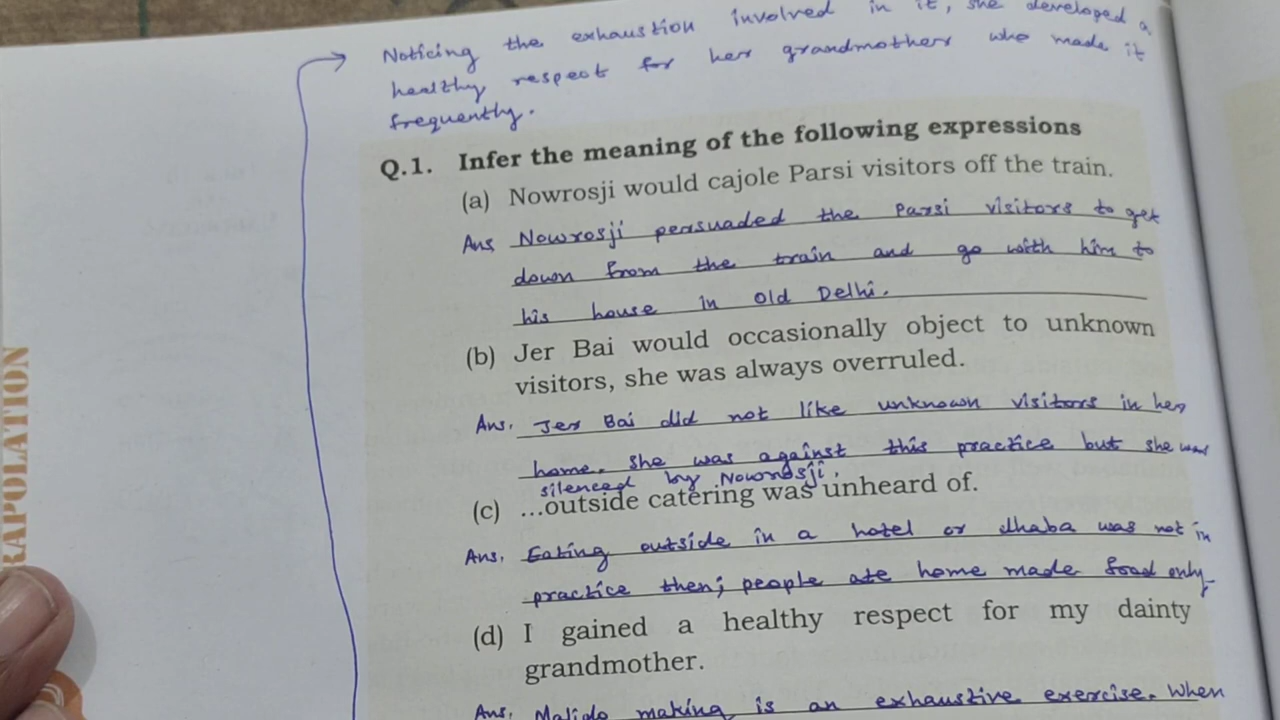 Noticing the exhaustion involved in it, she developed a
healthy respect for her grandmothers who made it
frequently.
Q.1. Infer the meaning of the following expressions
(a) Nowrosji would cajole Parsi visitors off the train.
Ans Nowrosji persuaded the Parsi visitors to get
down from the train and go with him to
his house in old Delhi.
(b) Jer Bai would occasionally object to unknown
visitors, she was always overruled.
Ans. Jer Bai did not like unknown visitors in her
home. She was against this practice but she was
silenced by Nowrosji.
(c) ...outside catering was unheard of.
Ans. Eating outside in a hotel or dhaba was not in
practice then; people ate home made food only
(d) I gained a healthy respect for my dainty
grandmother.
Ans. Malido making is an exhaustive exercise. When
RAPOLATION